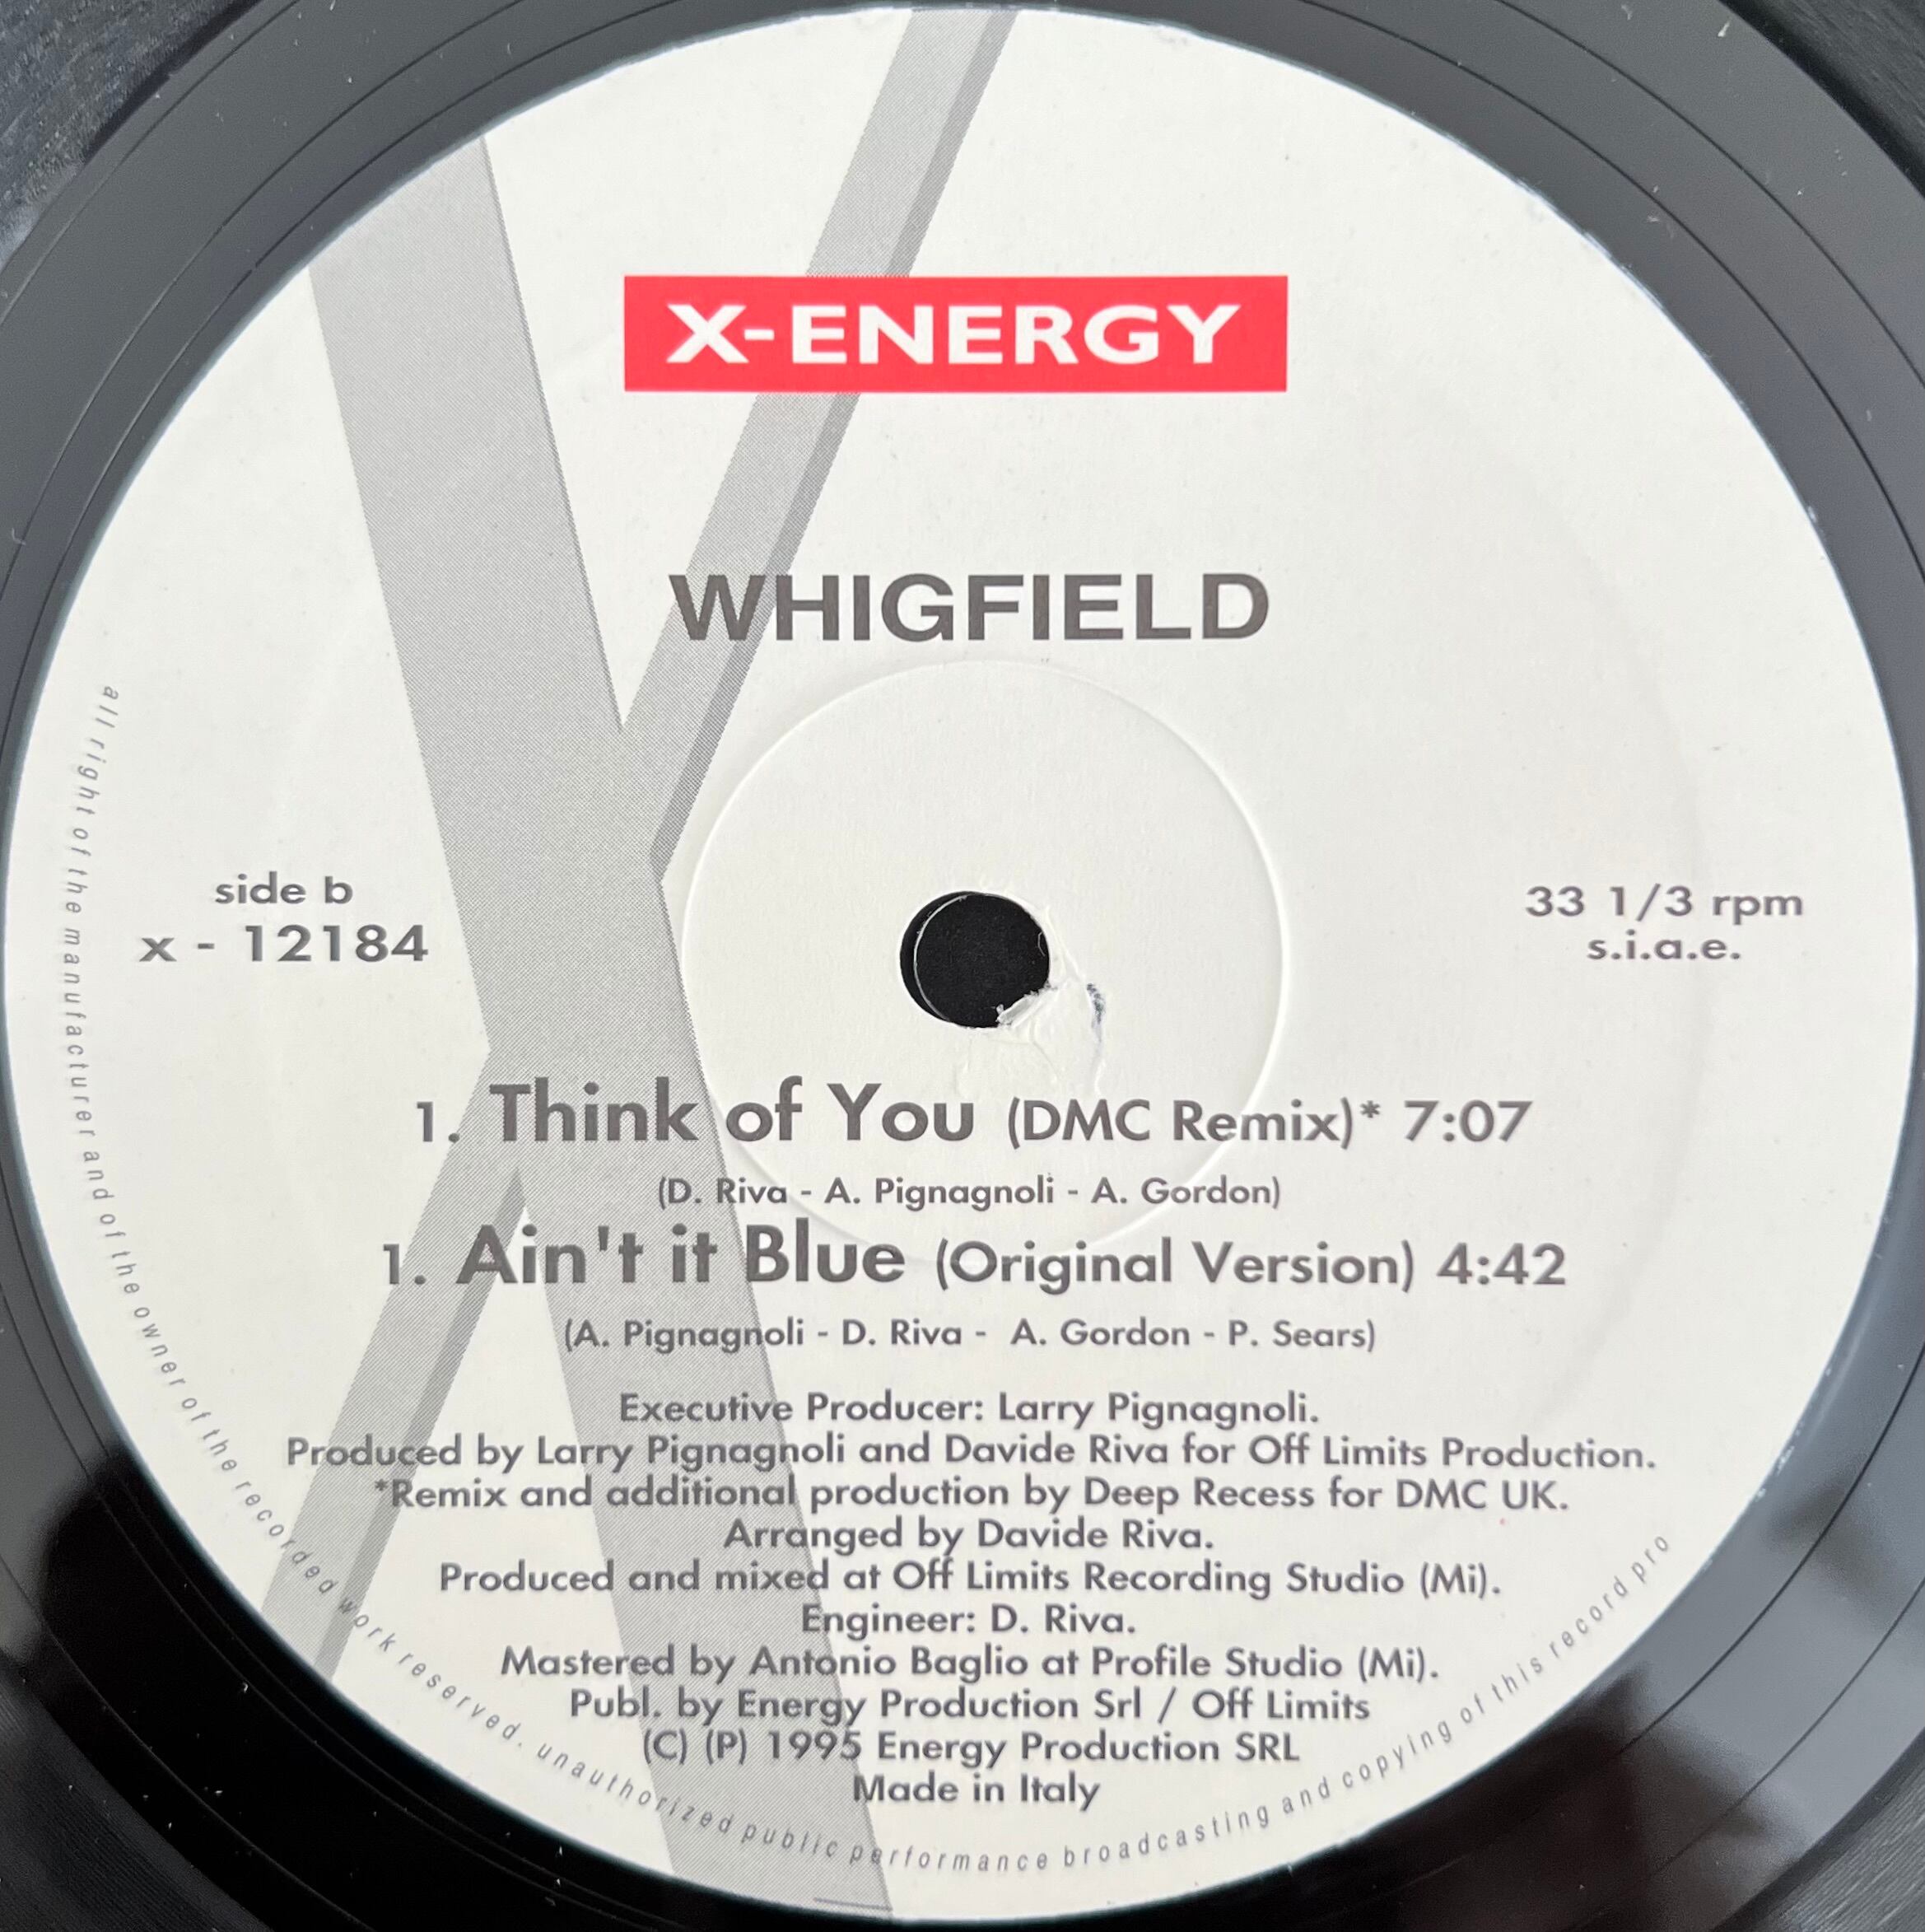 X-ENERGY
WHIGFIELD
side b
x - 12184
33 1/3 rpm
s.i.a.e.
1. Think of You (DMC Remix)* 7:07
(D. Riva - A. Pignagnoli - A. Gordon)
1. Ain't it Blue (Original Version) 4:42
(A. Pignagnoli - D. Riva - A. Gordon - P. Sears)
Executive Producer: Larry Pignagnoli.
Produced by Larry Pignagnoli and Davide Riva for Off Limits Production.
*Remix and additional production by Deep Recess for DMC UK.
Arranged by Davide Riva.
Produced and mixed at Off Limits Recording Studio (Mi).
Engineer: D. Riva.
Mastered by Antonio Baglio at Profile Studio (Mi).
Publ. by Energy Production Srl / Off Limits
(C) (P) 1995 Energy Production SRL
Made in Italy
all right of the manufacturer and of the owner of the recorded work reserved. unauthorized public performance broadcasting and copying of this record pro